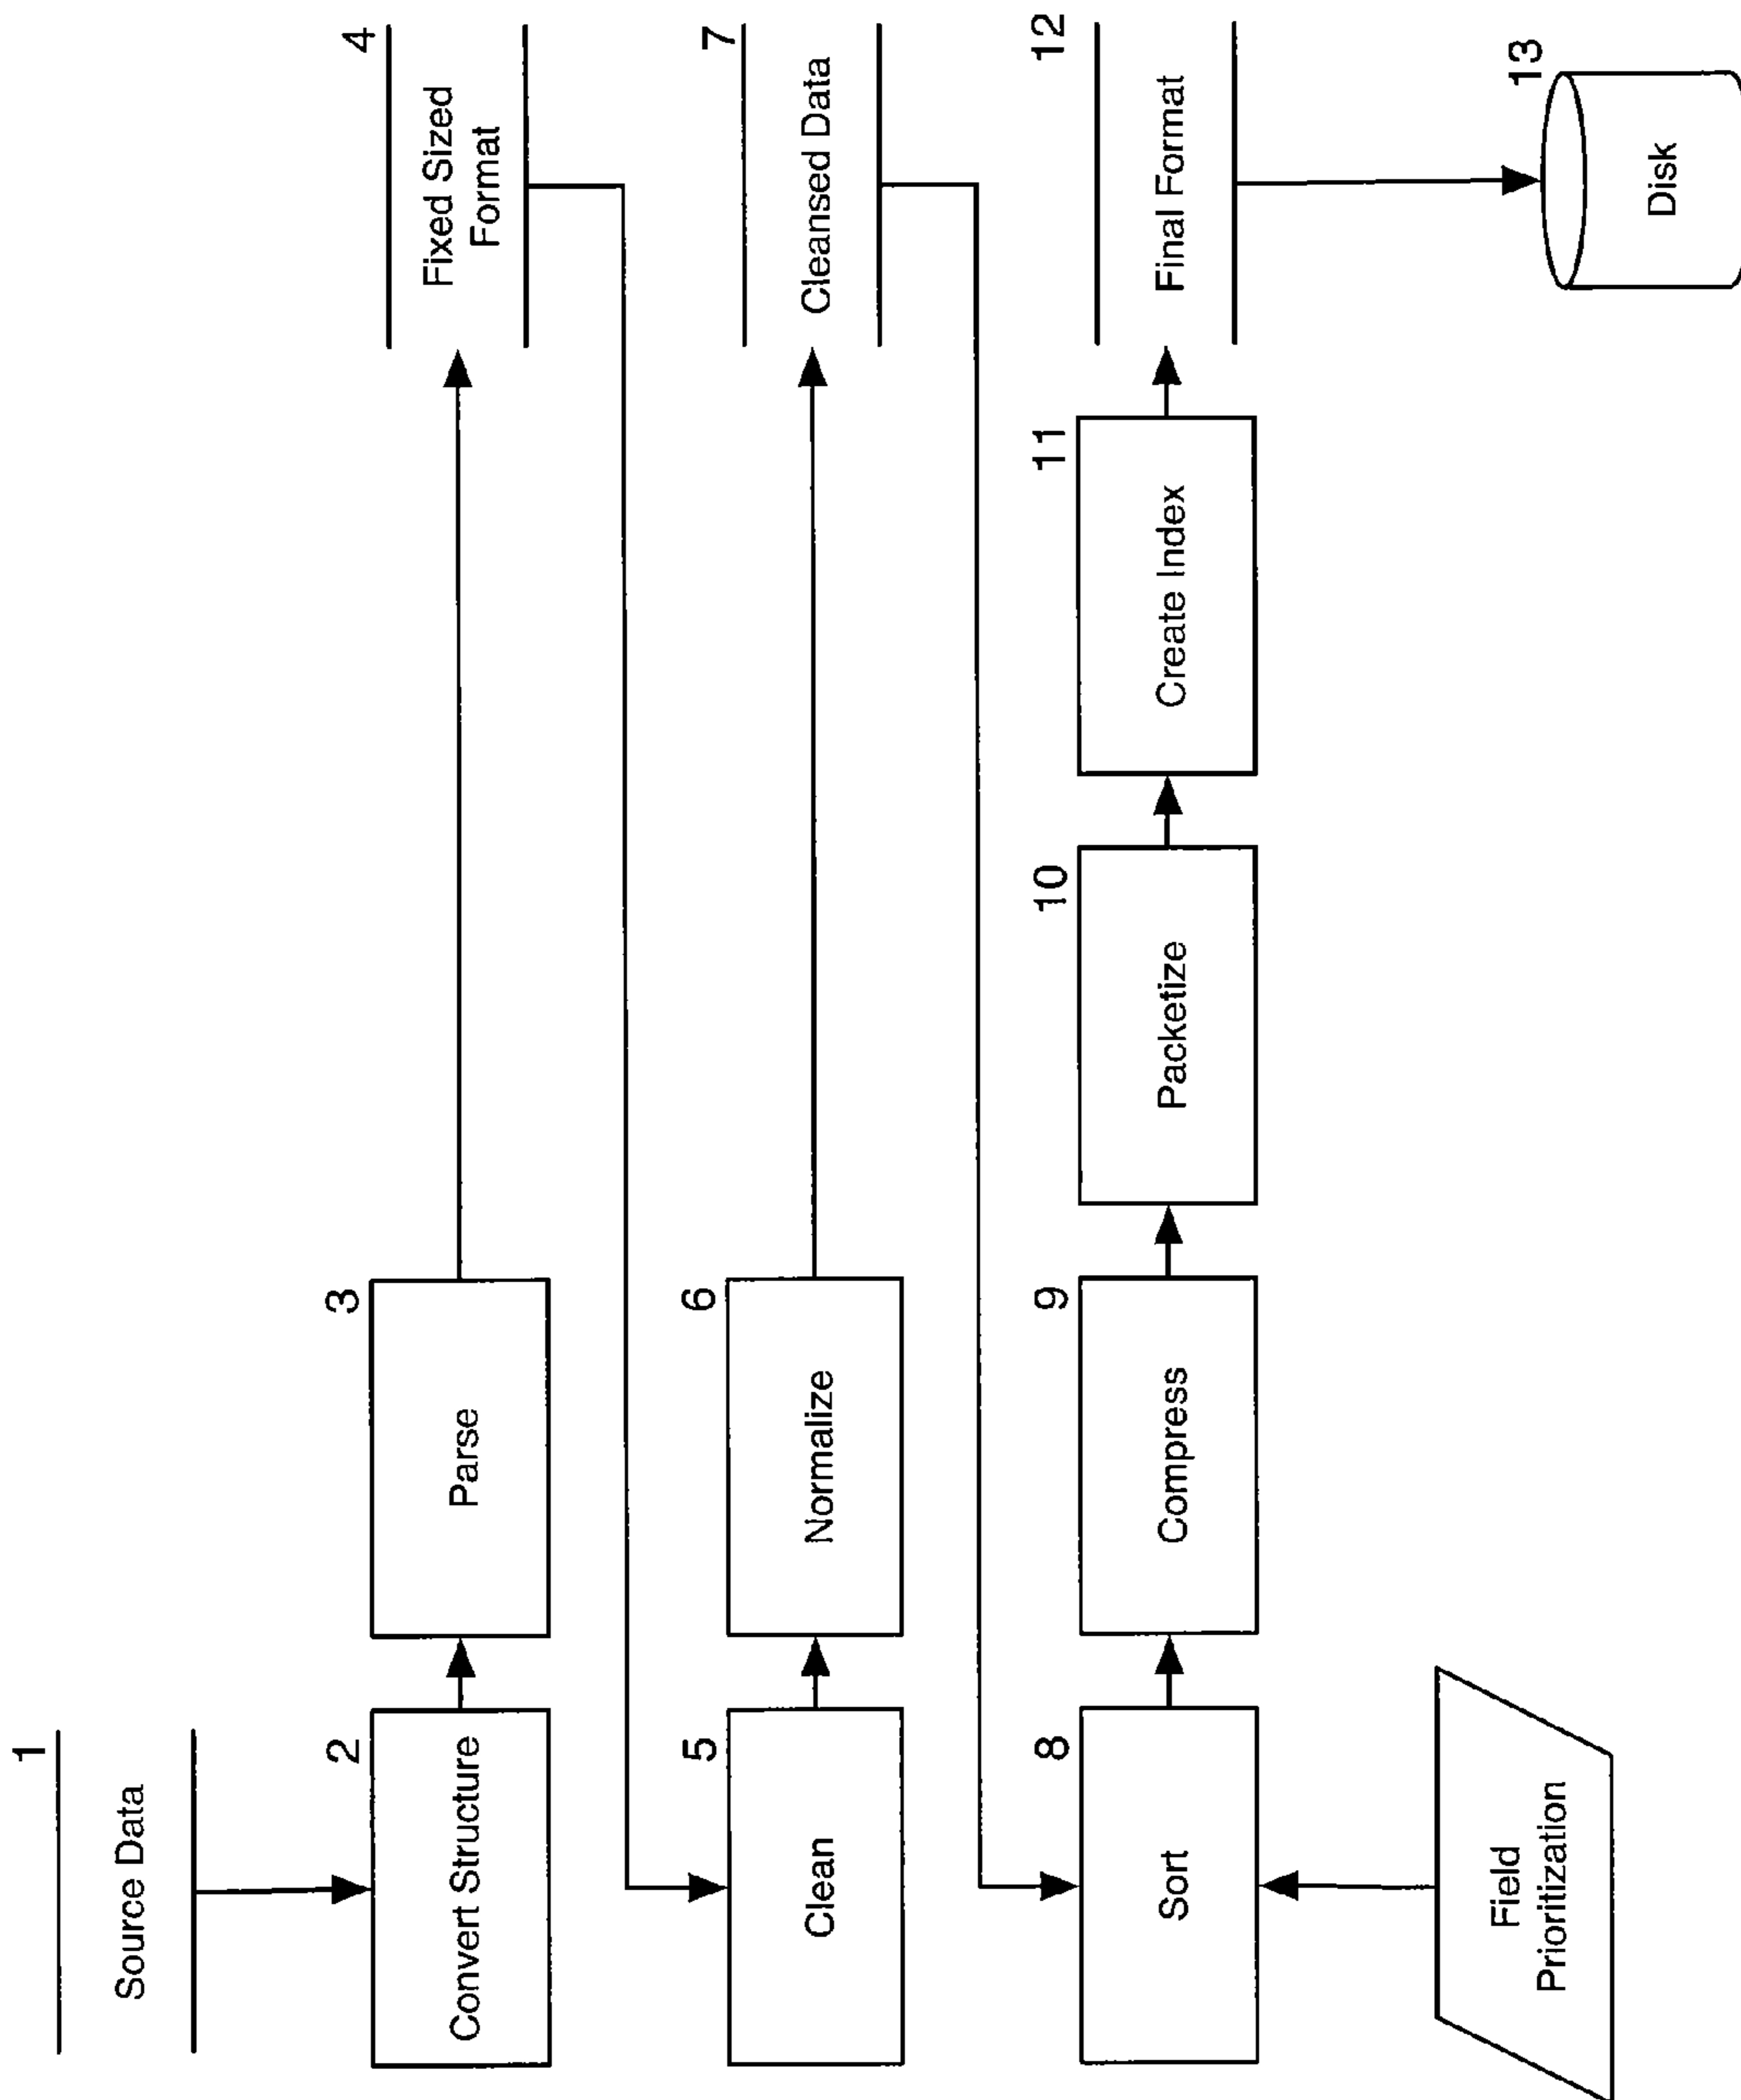 1
Source Data
2
Convert Structure
3
Parse
4
Fixed Sized
Format
5
Clean
6
Normalize
7
Cleansed Data
8
Sort
9
Compress
10
Packetize
11
Create Index
12
Final Format
Field
Prioritization
13
Disk